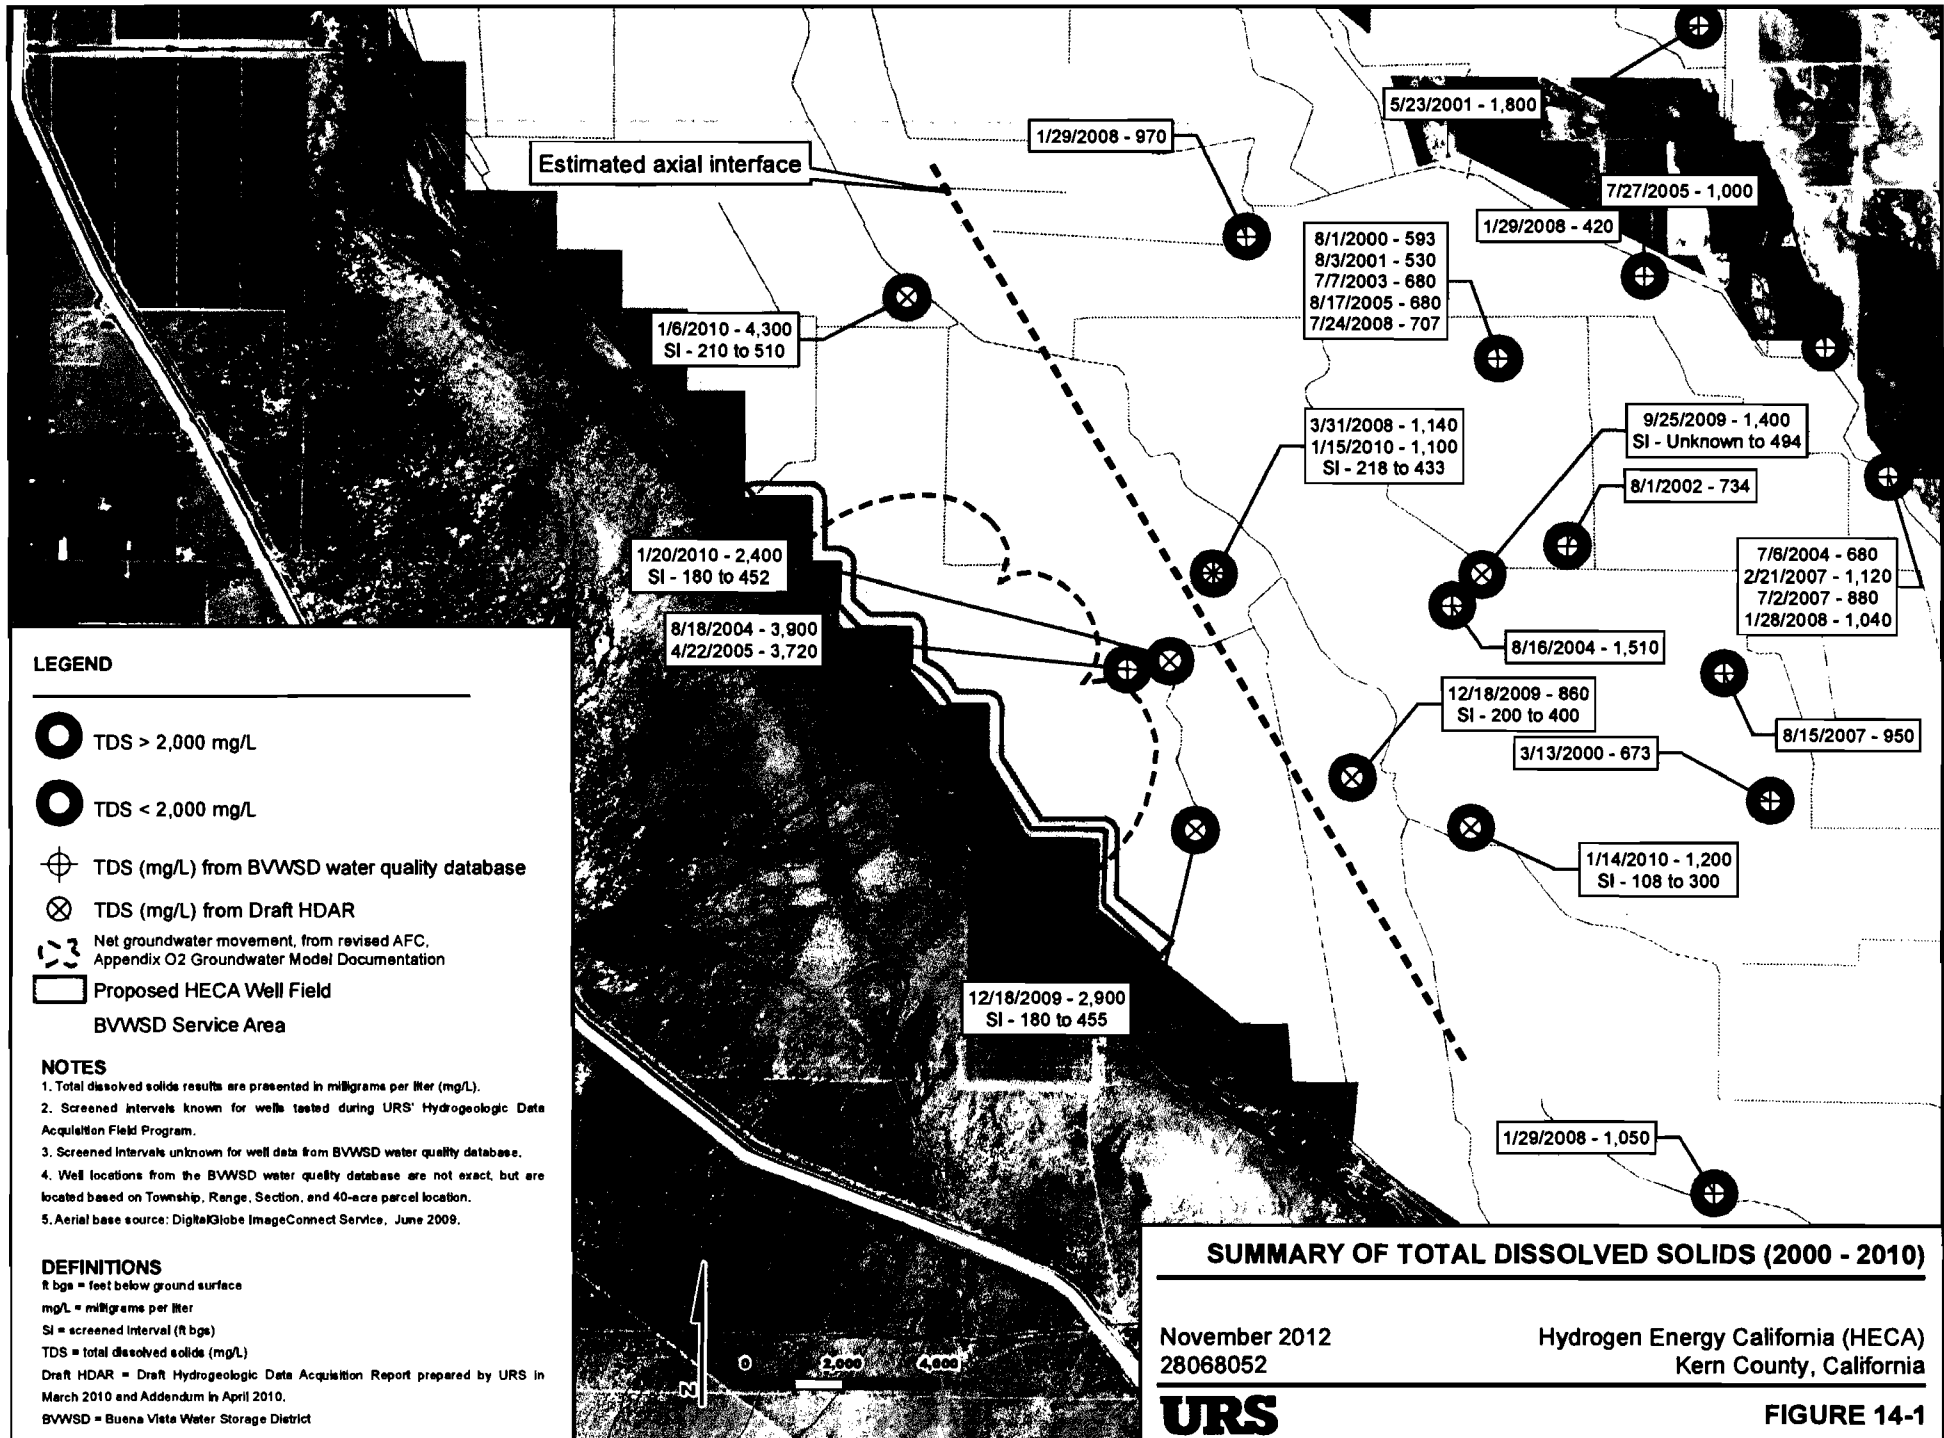 5/23/2001 - 1,800
1/29/2008 - 970
Estimated axial interface
7/27/2005 - 1,000
1/29/2008 - 420
8/1/2000 - 593
8/3/2001 - 530
7/7/2003 - 680
8/17/2005 - 680
7/24/2008 - 707
1/6/2010 - 4,300
SI - 210 to 510
3/31/2008 - 1,140
1/15/2010 - 1,100
SI - 218 to 433
9/25/2009 - 1,400
SI - Unknown to 494
8/1/2002 - 734
1/20/2010 - 2,400
SI - 180 to 452
7/6/2004 - 680
2/21/2007 - 1,120
7/2/2007 - 880
1/28/2008 - 1,040
8/18/2004 - 3,900
4/22/2005 - 3,720
8/16/2004 - 1,510
12/18/2009 - 860
SI - 200 to 400
8/15/2007 - 950
3/13/2000 - 673
1/14/2010 - 1,200
SI - 108 to 300
12/18/2009 - 2,900
SI - 180 to 455
1/29/2008 - 1,050
LEGEND
TDS > 2,000 mg/L
TDS < 2,000 mg/L
TDS (mg/L) from BVWSD water quality database
TDS (mg/L) from Draft HDAR
Net groundwater movement, from revised AFC,
Appendix O2 Groundwater Model Documentation
Proposed HECA Well Field
BVWSD Service Area
NOTES
1. Total dissolved solids results are presented in milligrams per liter (mg/L).
2. Screened intervals known for wells tested during URS' Hydrogeologic Data
Acquisition Field Program.
3. Screened intervals unknown for well data from BVWSD water quality database.
4. Well locations from the BVWSD water quality database are not exact, but are
located based on Township, Range, Section, and 40-acre parcel location.
5. Aerial base source: DigitalGlobe ImageConnect Service, June 2009.
DEFINITIONS
ft bgs = feet below ground surface
mg/L = milligrams per liter
SI = screened interval (ft bgs)
TDS = total dissolved solids (mg/L)
Draft HDAR = Draft Hydrogeologic Data Acquisition Report prepared by URS in
March 2010 and Addendum in April 2010.
BVWSD = Buena Vista Water Storage District
N
0 2,000 4,000
SUMMARY OF TOTAL DISSOLVED SOLIDS (2000 - 2010)
November 2012
28068052
Hydrogen Energy California (HECA)
Kern County, California
URS
FIGURE 14-1